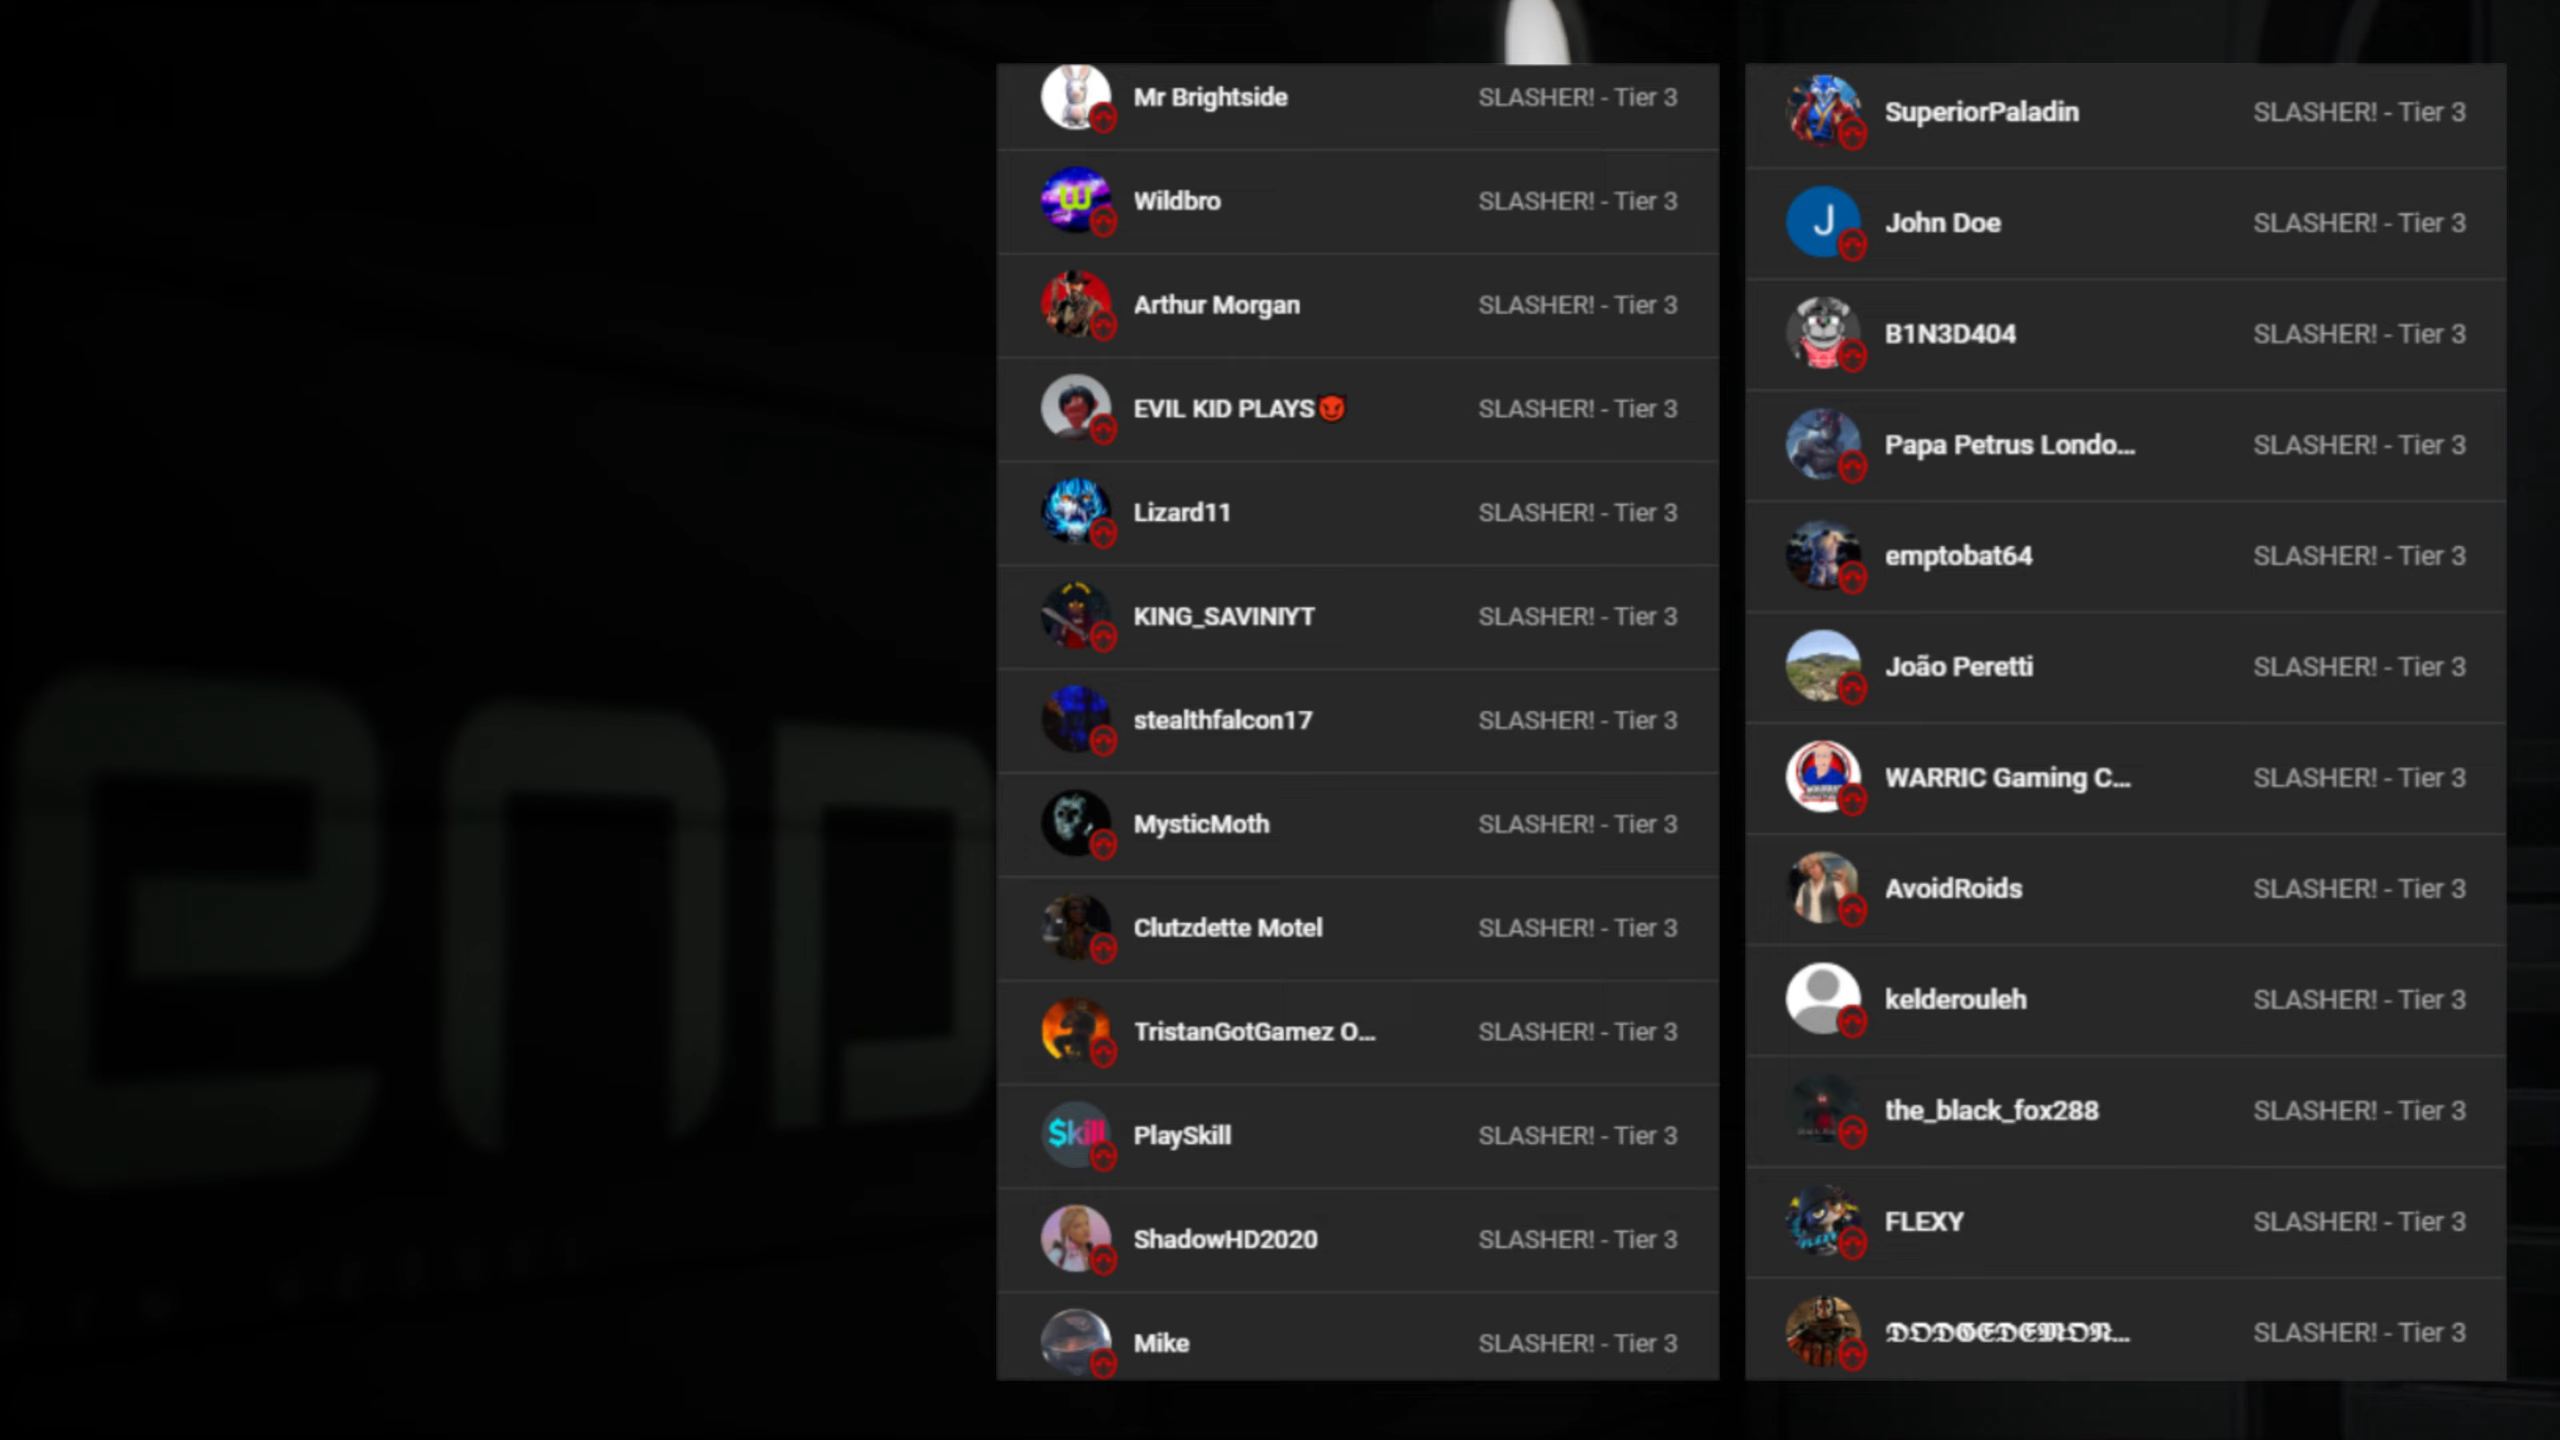 Mr Brightside SLASHER! - Tier 3
Wildbro SLASHER! - Tier 3
Arthur Morgan SLASHER! - Tier 3
EVIL KID PLAYS😈 SLASHER! - Tier 3
Lizard11 SLASHER! - Tier 3
KING_SAVINIYT SLASHER! - Tier 3
stealthfalcon17 SLASHER! - Tier 3
MysticMoth SLASHER! - Tier 3
Clutzdette Motel SLASHER! - Tier 3
TristanGotGamez O... SLASHER! - Tier 3
$kill PlaySkill SLASHER! - Tier 3
ShadowHD2020 SLASHER! - Tier 3
Mike SLASHER! - Tier 3
SuperiorPaladin SLASHER! - Tier 3
J John Doe SLASHER! - Tier 3
B1N3D404 SLASHER! - Tier 3
Papa Petrus Londo... SLASHER! - Tier 3
emptobat64 SLASHER! - Tier 3
João Peretti SLASHER! - Tier 3
WARRIC Gaming C... SLASHER! - Tier 3
AvoidRoids SLASHER! - Tier 3
kelderouleh SLASHER! - Tier 3
the_black_fox288 SLASHER! - Tier 3
FLEXY SLASHER! - Tier 3
SLASHER! - Tier 3
enD